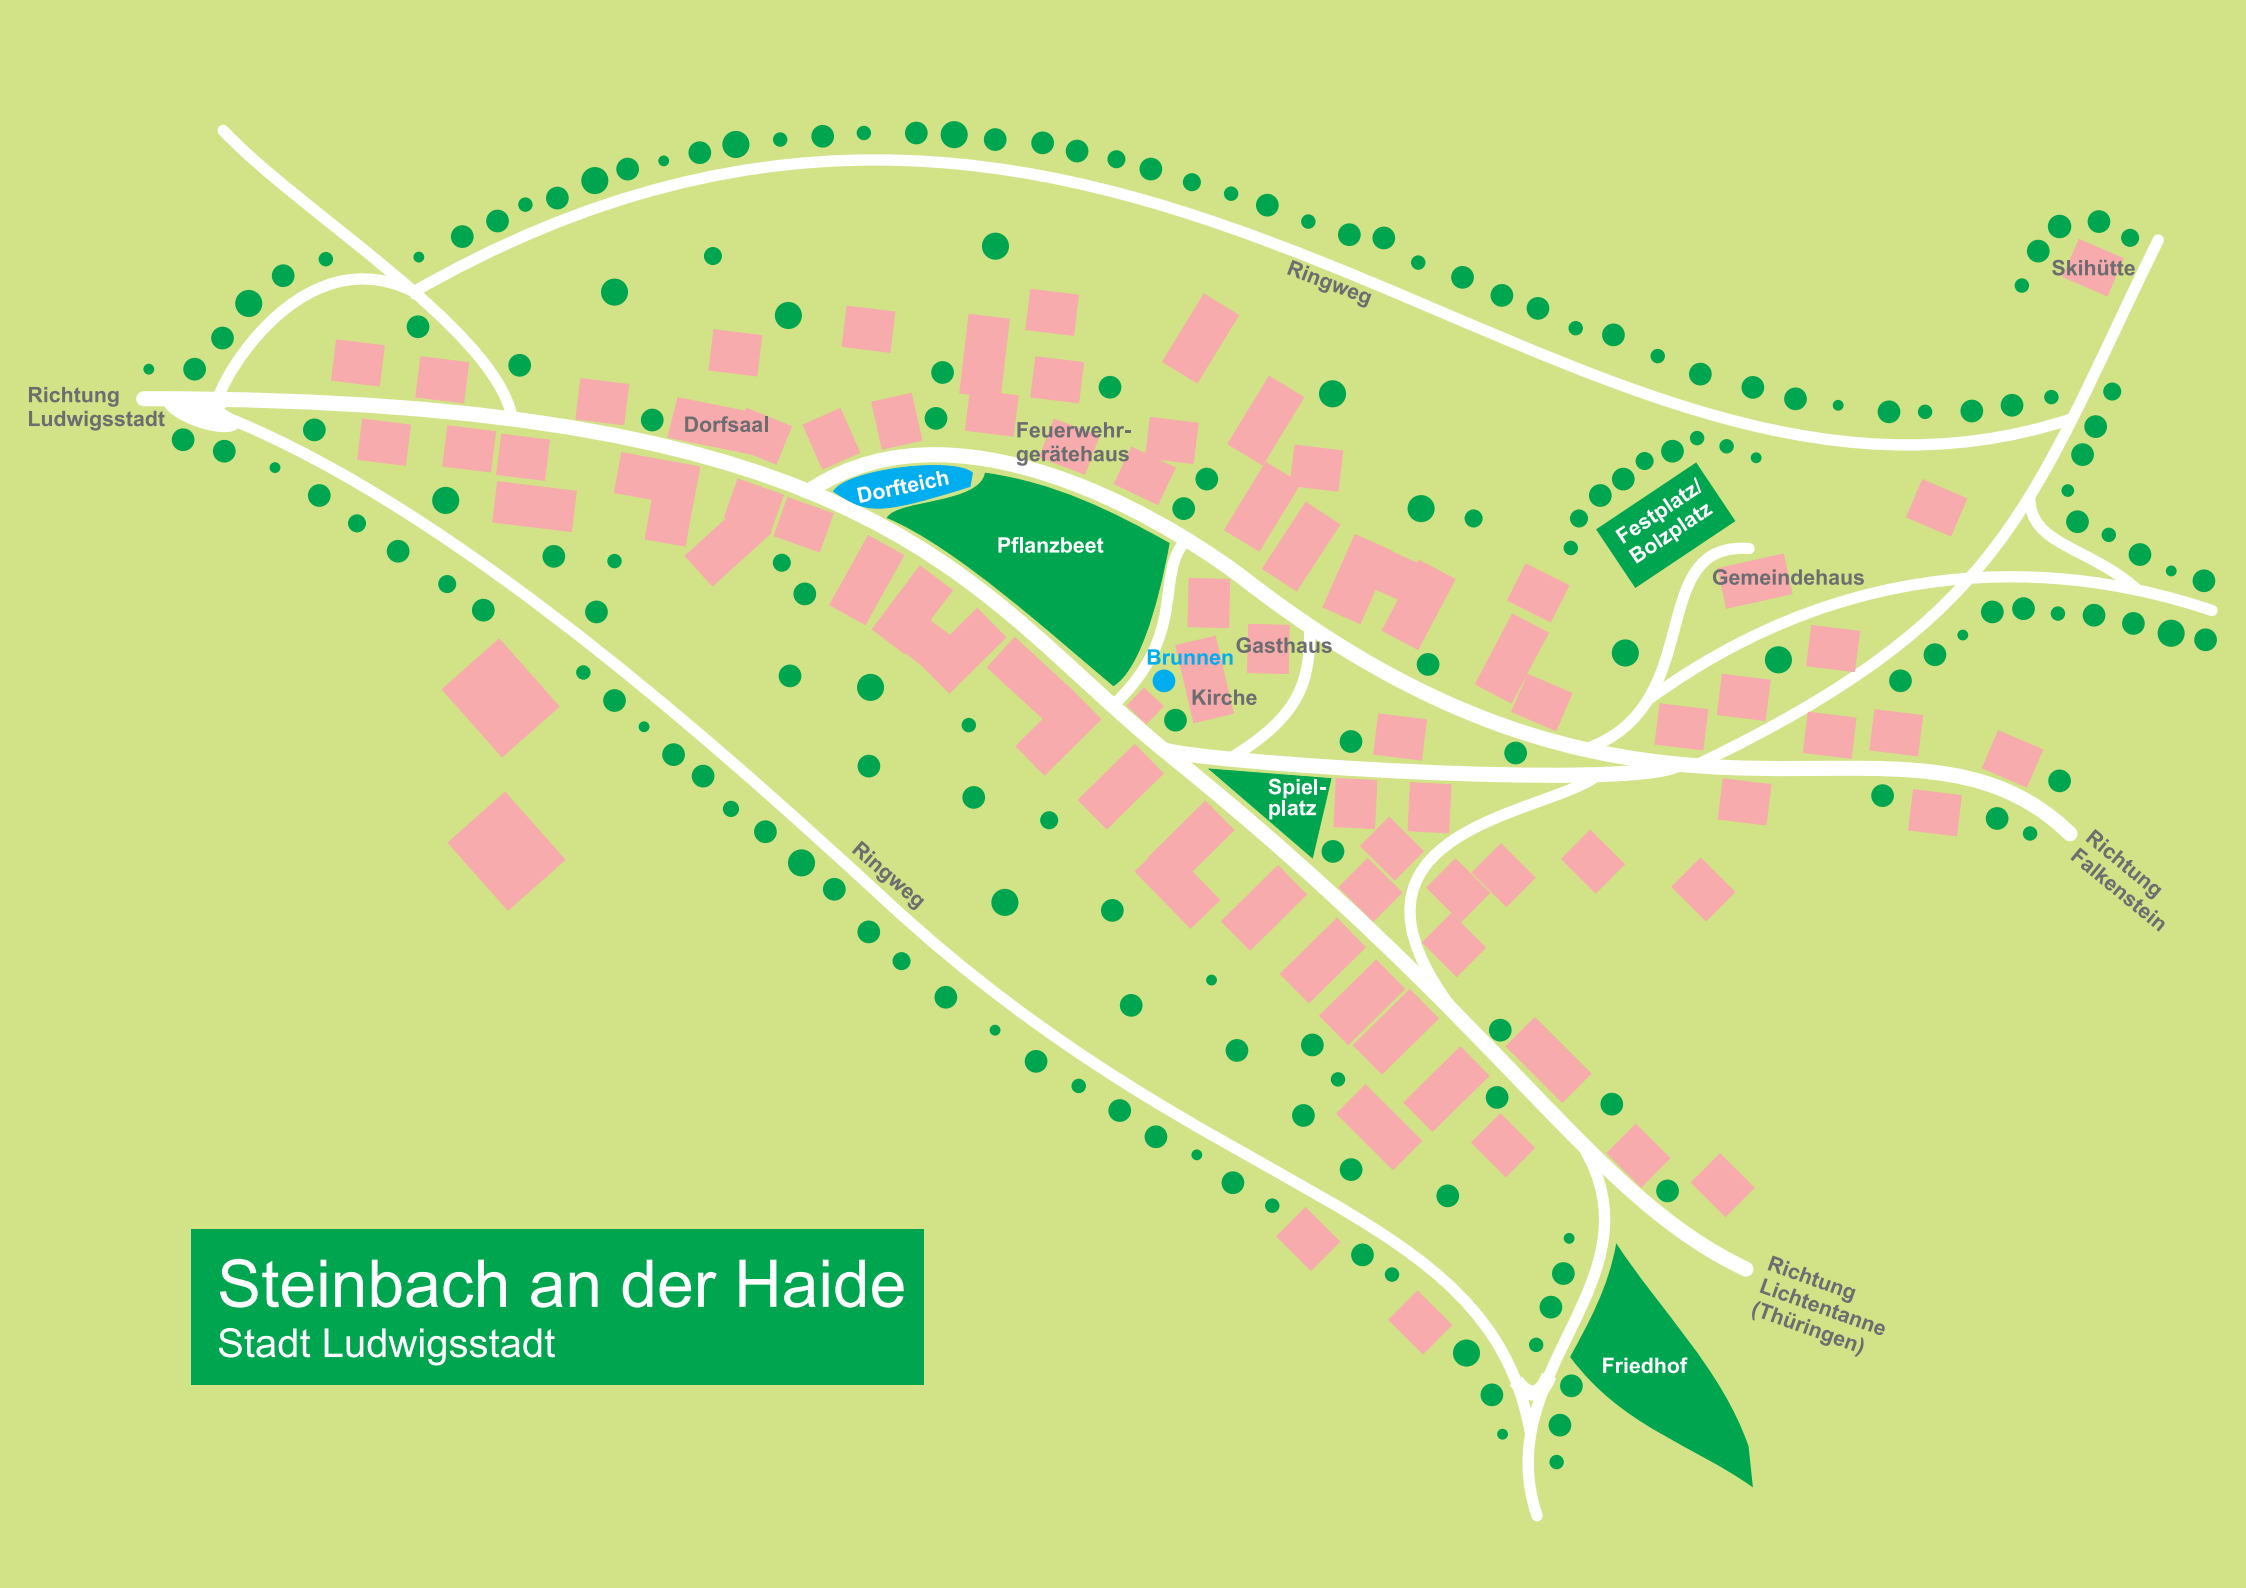 Ringweg
Skihütte
Richtung
Ludwigsstadt
Dorfsaal
Feuerwehr-
gerätehaus
Dorfteich
Pflanzbeet
Festplatz/
Bolzplatz
Gemeindehaus
Gasthaus
Brunnen
Kirche
Spiel-
platz
Ringweg
Richtung
Falkenstein
Richtung
Lichtentanne
(Thüringen)
Friedhof
Steinbach an der Haide
Stadt Ludwigsstadt